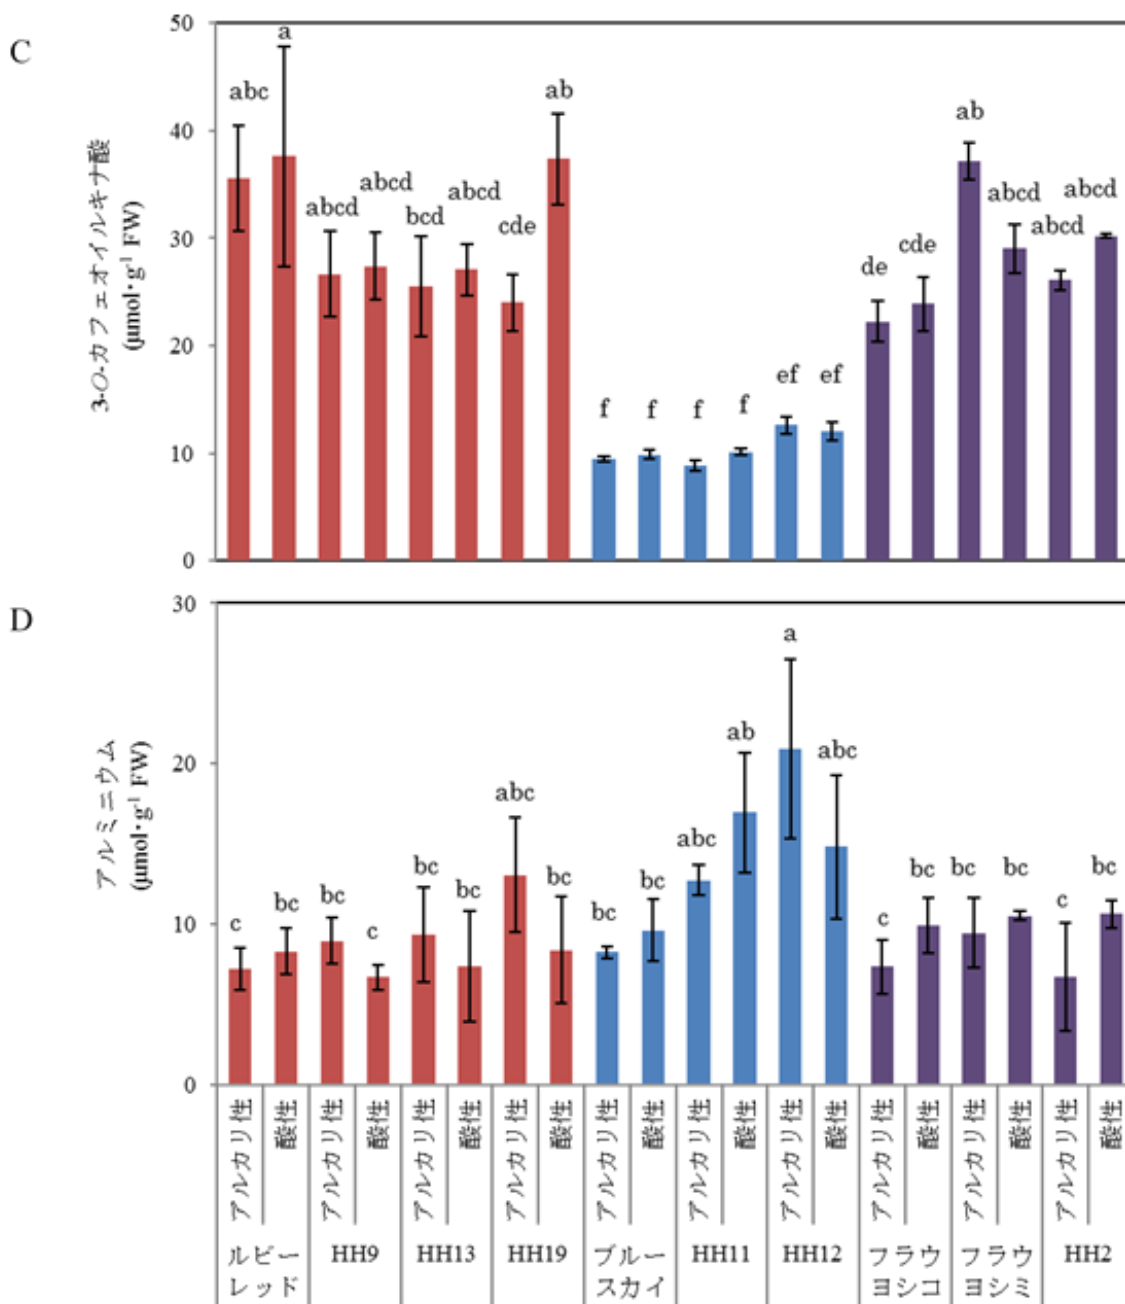 C
3-O-カフェオイルキナ酸
(μmol·g-1 FW)
50
40
30
20
10
0
abc
a
abcd
abcd
bcd
abcd
cde
ab
f
f
f
f
ef
ef
de
cde
ab
abcd
abcd
abcd
D
アルミニウム
(μmol·g-1 FW)
30
20
10
0
c
bc
bc
c
bc
bc
abc
bc
bc
bc
abc
ab
a
abc
c
bc
bc
bc
c
bc
アルカリ性
酸性
アルカリ性
酸性
アルカリ性
酸性
アルカリ性
酸性
アルカリ性
酸性
アルカリ性
酸性
アルカリ性
酸性
アルカリ性
酸性
アルカリ性
酸性
アルカリ性
酸性
ルビー
レッド
HH9
HH13
HH19
ブルー
スカイ
HH11
HH12
フラウ
ヨシコ
フラウ
ヨシミ
HH2